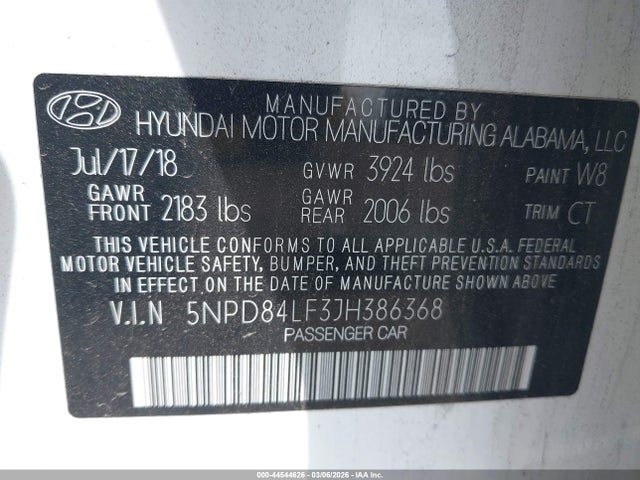 MANUFACTURED BY
HYUNDAI MOTOR MANUFACTURING ALABAMA, LLC
Jul/17/18 GVWR 3924 lbs PAINT W8
GAWR FRONT 2183 lbs GAWR REAR 2006 lbs TRIM CT
THIS VEHICLE CONFORMS TO ALL APPLICABLE U.S.A. FEDERAL
MOTOR VEHICLE SAFETY, BUMPER, AND THEFT PREVENTION STANDARDS
IN EFFECT ON THE DATE OF MANUFACTURE SHOWN ABOVE.
V.I.N 5NPD84LF3JH386368
PASSENGER CAR
000-44544626 - 03/06/2026 - IAA Inc.